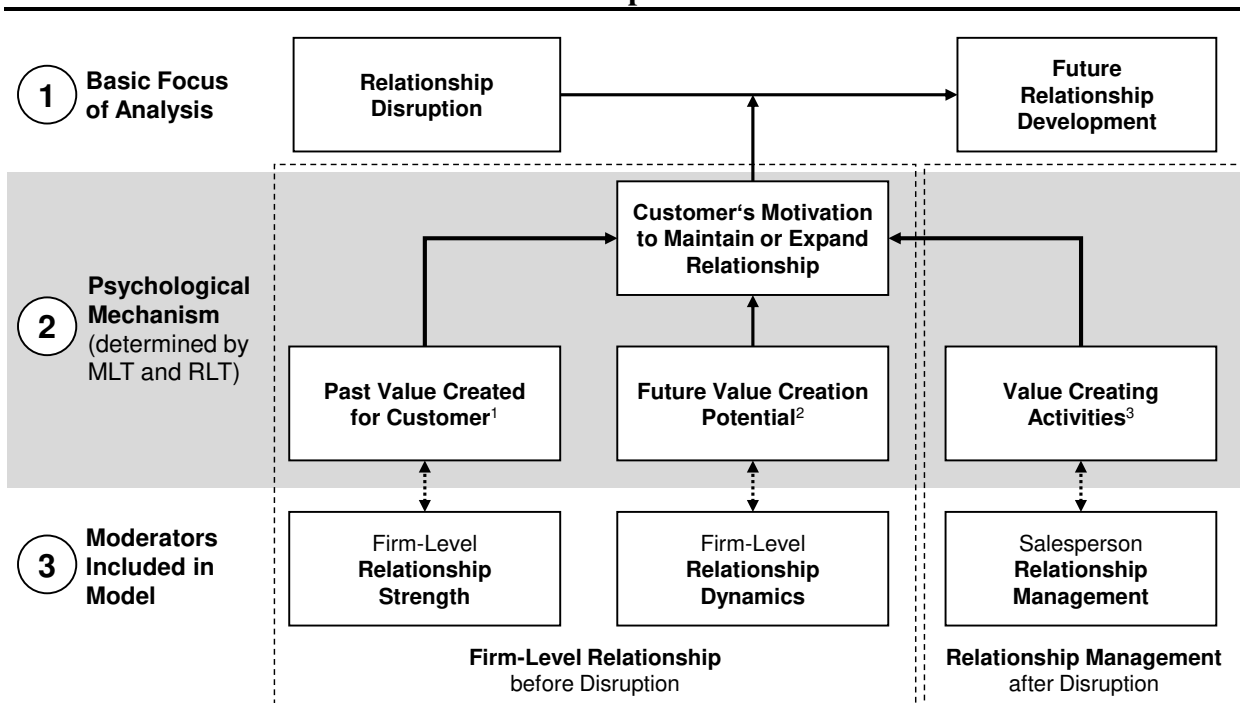 1
Basic Focus
of Analysis
Relationship
Disruption
Future
Relationship
Development
2
Psychological
Mechanism
(determined by
MLT and RLT)
Customer‘s Motivation
to Maintain or Expand
Relationship
Past Value Created
for Customer¹
Future Value Creation
Potential²
Value Creating
Activities³
3
Moderators
Included in
Model
Firm-Level
Relationship
Strength
Firm-Level
Relationship
Dynamics
Salesperson
Relationship
Management
Firm-Level Relationship
before Disruption
Relationship Management
after Disruption